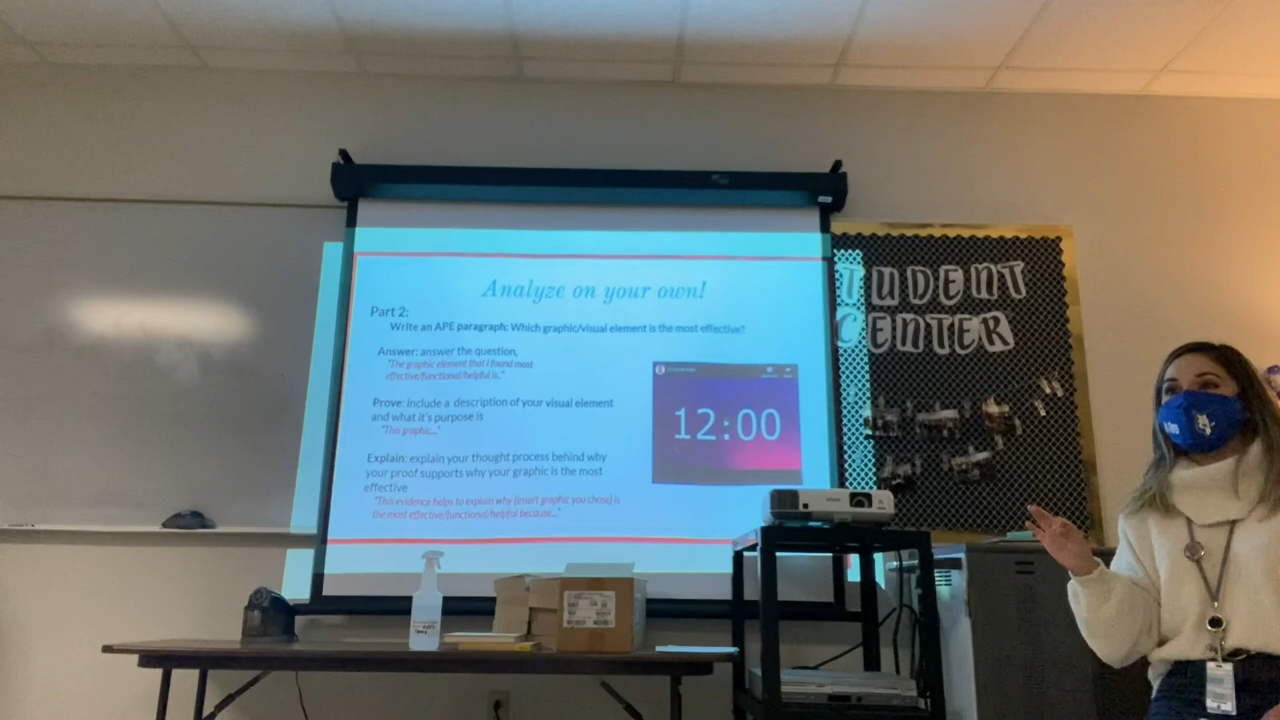 Analyze on your own!
Part 2:
Write an APE paragraph: Which graphic/visual element is the most effective?
Answer: answer the question,
"The graphic element that I found most
effective/functional/helpful is.."
Prove: include a description of your visual element
and what it's purpose is
"This graphic..."
Explain: explain your thought process behind why
your proof supports why your graphic is the most
effective
"This evidence helps to explain why (insert graphic you chose) is
the most effective/functional/helpful because..."
12:00
TUDENT
CENTER